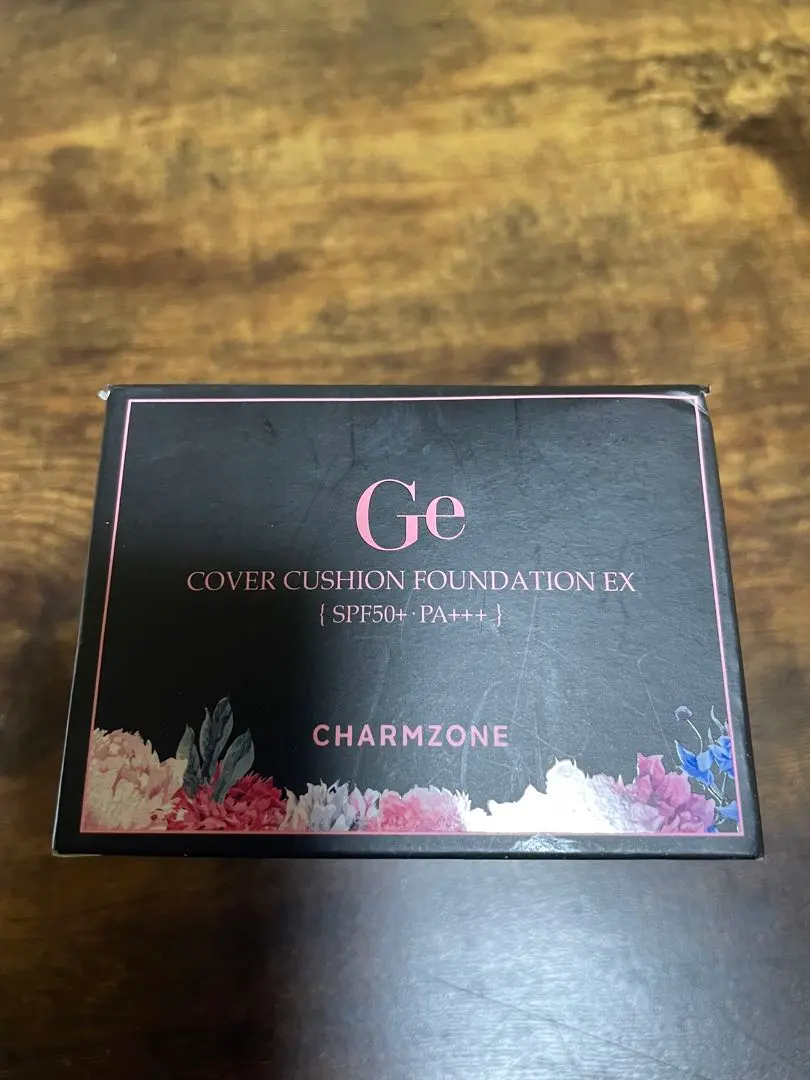 Ge
COVER CUSHION FOUNDATION EX
{ SPF50+·PA+++ }
CHARMZONE